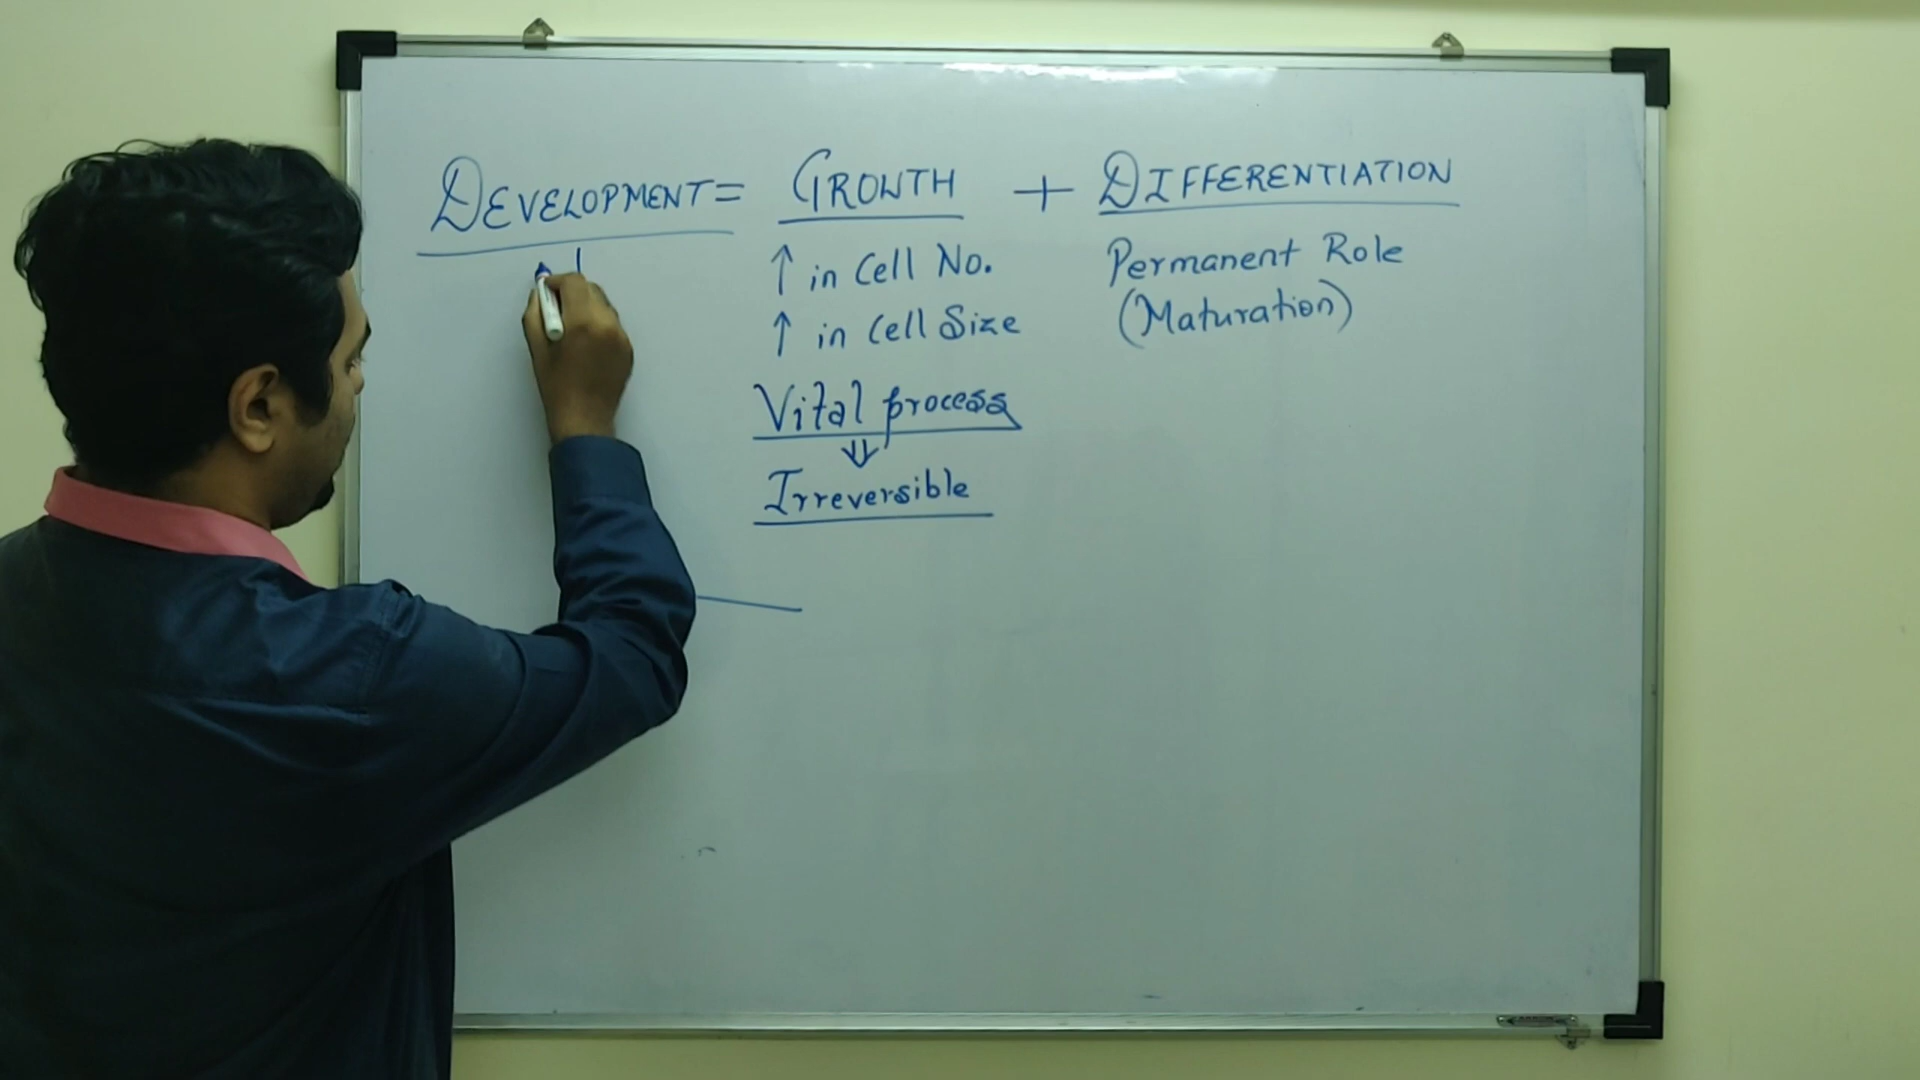 DEVELOPMENT = GROWTH + DIFFERENTIATION
↑ in Cell No.
↑ in Cell Size
Vital process
⇓
Irreversible
Permanent Role
(Maturation)